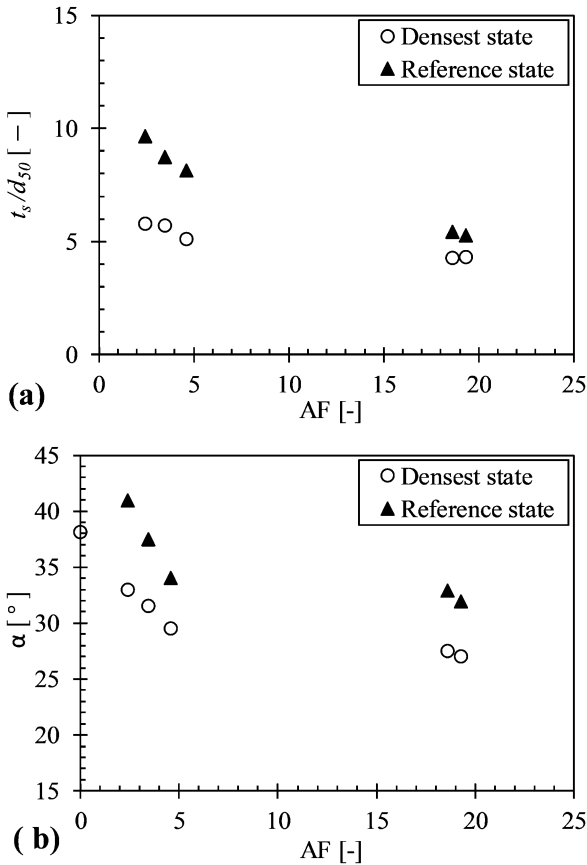 15
Densest state
Reference state
10
5
0
t_s/d_50 [ − ]
0 5 10 15 20 25
AF [-]
(a)
45
Densest state
Reference state
40
35
30
25
20
15
α [ ° ]
0 5 10 15 20 25
AF [-]
( b)